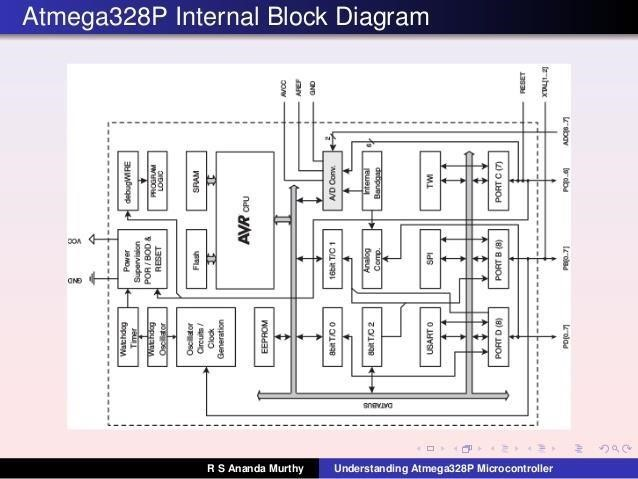 Atmega328P Internal Block Diagram
GND
VCC
Watchdog
Timer
Watchdog
Oscillator
Oscillator
Circuits /
Clock
Generation
Power
Supervision
POR / BOD &
RESET
debugWIRE
PROGRAM
LOGIC
Flash
SRAM
AVR CPU
EEPROM
AVCC
AREF
GND
8bit T/C 0
16bit T/C 1
A/D Conv.
2
8bit T/C 2
Analog
Comp.
Internal
Bandgap
6
DATABUS
USART 0
SPI
TWI
PORT D (8)
PORT B (8)
PORT C (7)
RESET
XTAL[1..2]
PD[0..7]
PB[0..7]
PC[0..6]
ADC[6..7]
R S Ananda Murthy
Understanding Atmega328P Microcontroller